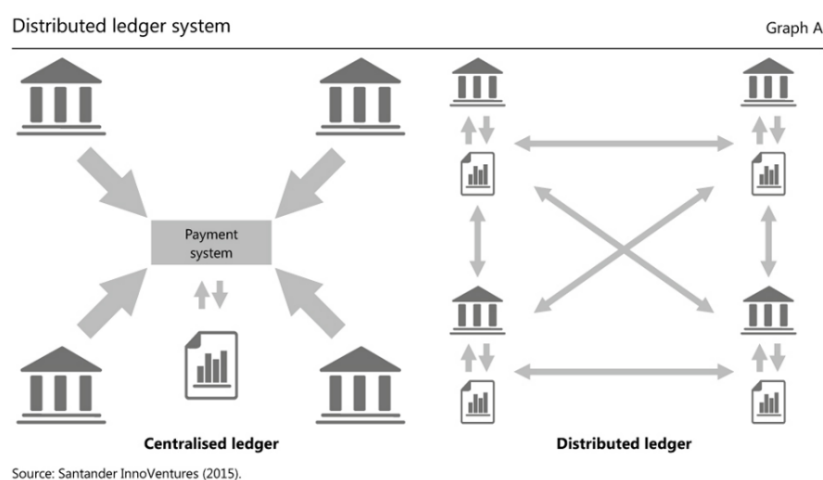 Distributed ledger system
Graph A
Payment
system
Centralised ledger
Distributed ledger
Source: Santander InnoVentures (2015).